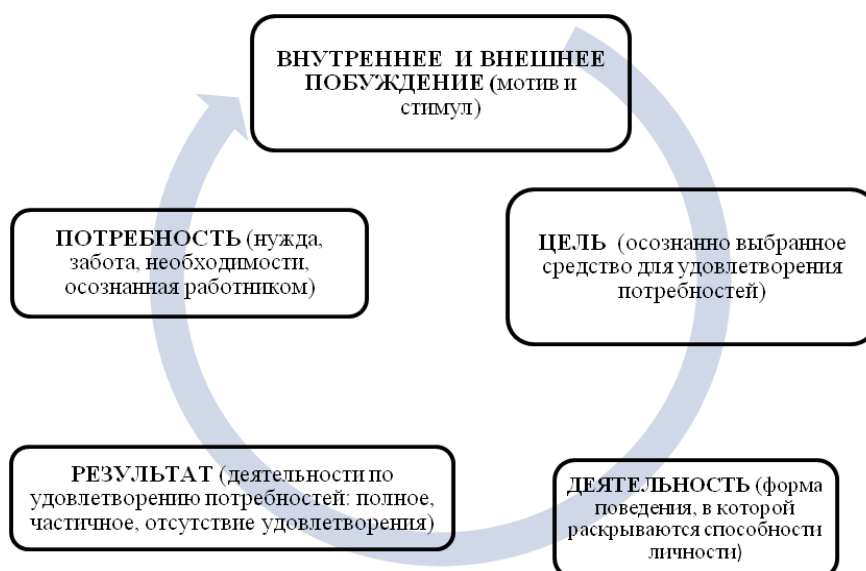 ВНУТРЕННЕЕ И ВНЕШНЕЕ
ПОБУЖДЕНИЕ (мотив и
стимул)
ПОТРЕБНОСТЬ (нужда,
забота, необходимости,
осознанная работником)
ЦЕЛЬ (осознанно выбранное
средство для удовлетворения
потребностей)
РЕЗУЛЬТАТ (деятельности по
удовлетворению потребностей: полное,
частичное, отсутствие удовлетворения)
ДЕЯТЕЛЬНОСТЬ (форма
поведения, в которой
раскрываются способности
личности)